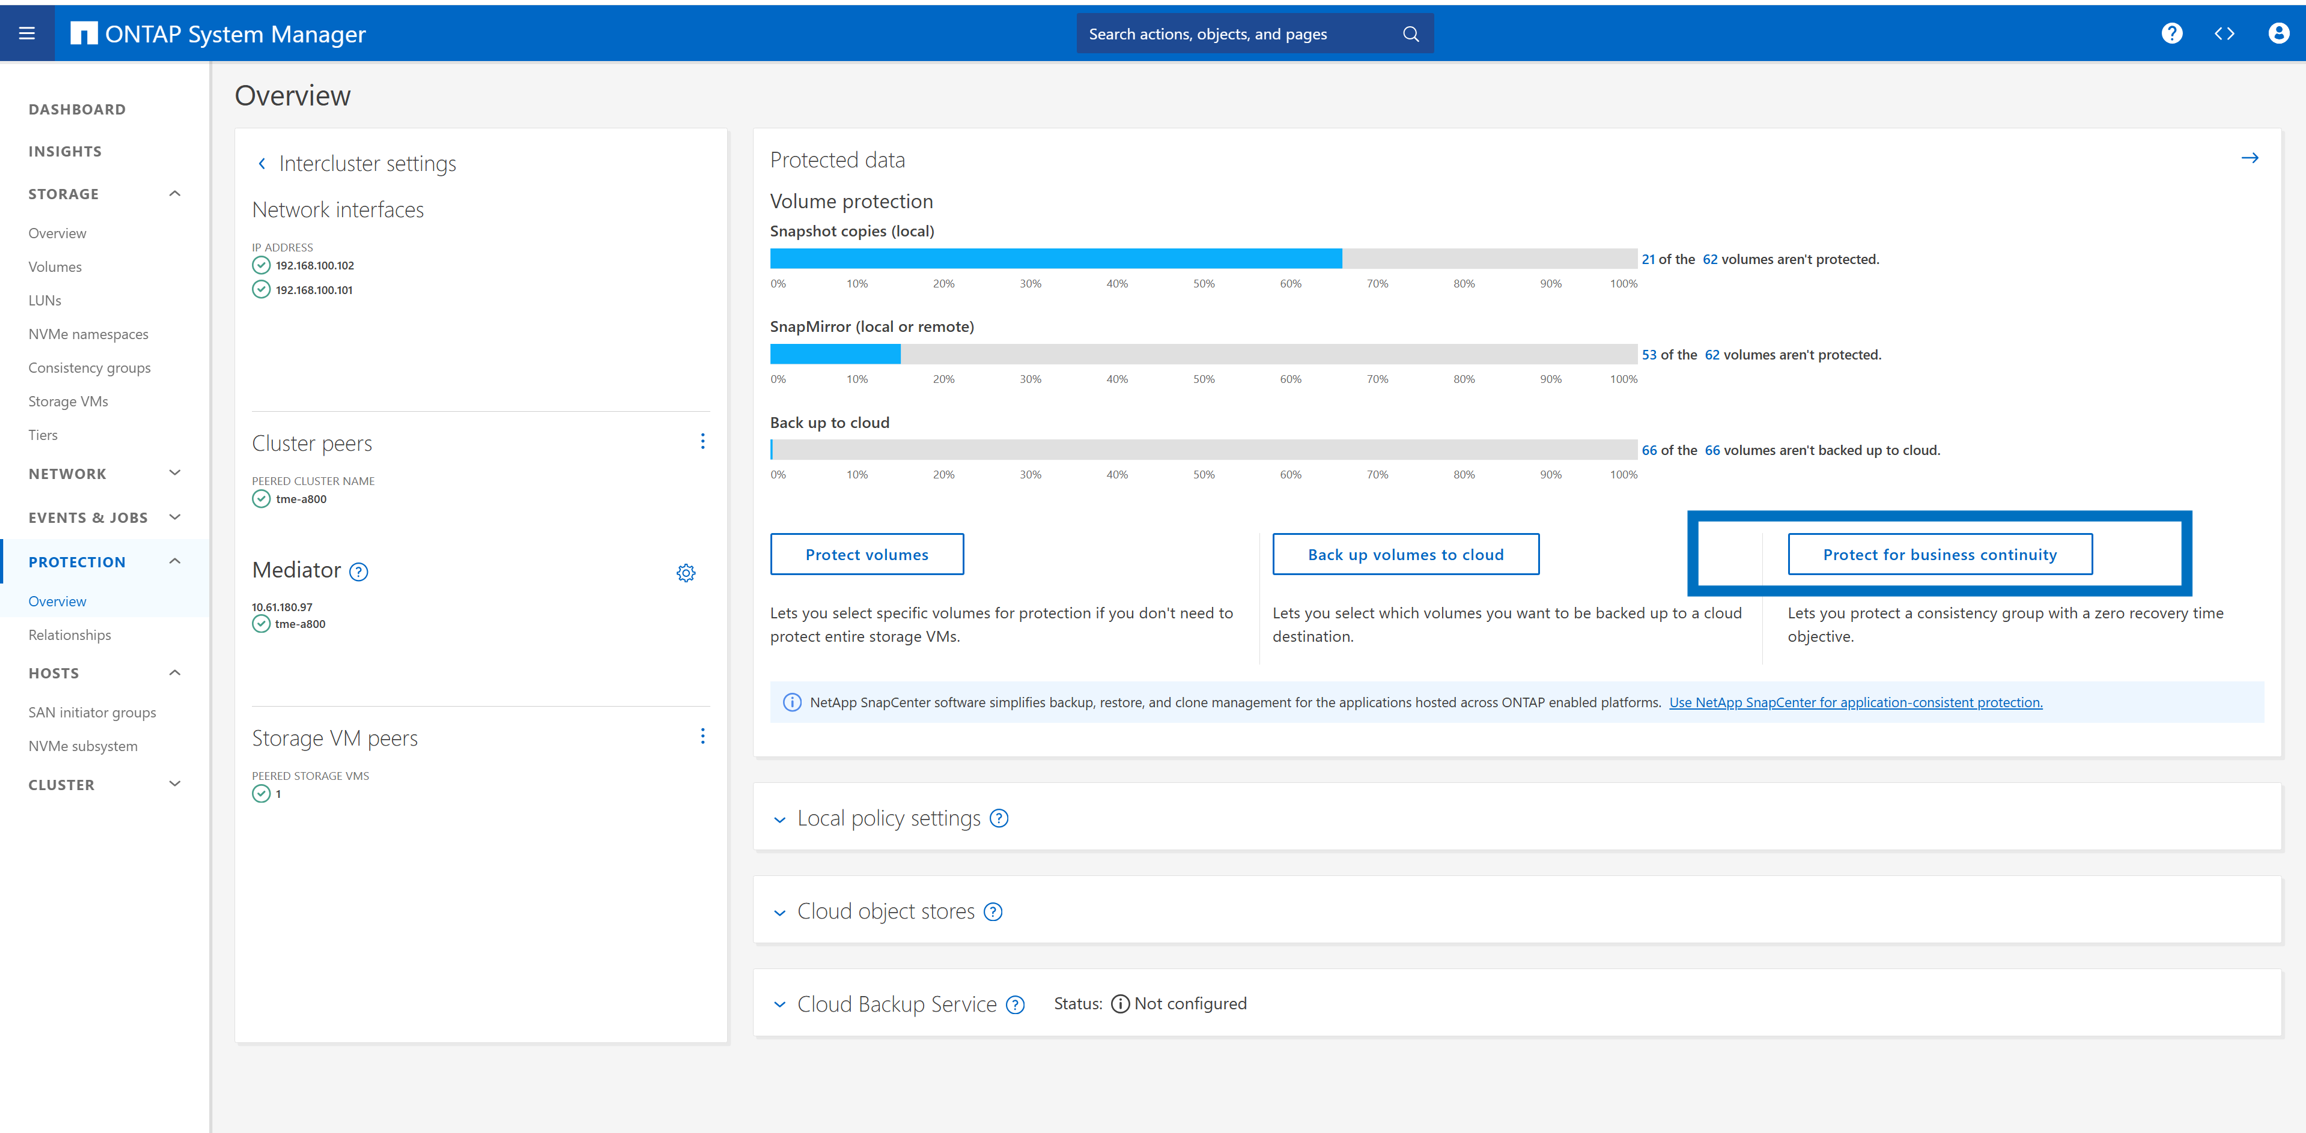 ONTAP System Manager
Search actions, objects, and pages
DASHBOARD
INSIGHTS
STORAGE
Overview
Volumes
LUNs
NVMe namespaces
Consistency groups
Storage VMs
Tiers
NETWORK
EVENTS & JOBS
PROTECTION
Overview
Relationships
HOSTS
SAN initiator groups
NVMe subsystem
CLUSTER
Overview
Intercluster settings
Network interfaces
IP ADDRESS
192.168.100.102
192.168.100.101
Cluster peers
PEERED CLUSTER NAME
tme-a800
Mediator
10.61.180.97
tme-a800
Storage VM peers
PEERED STORAGE VMS
1
Protected data
Volume protection
Snapshot copies (local)
21 of the 62 volumes aren't protected.
0% 10% 20% 30% 40% 50% 60% 70% 80% 90% 100%
SnapMirror (local or remote)
53 of the 62 volumes aren't protected.
0% 10% 20% 30% 40% 50% 60% 70% 80% 90% 100%
Back up to cloud
66 of the 66 volumes aren't backed up to cloud.
0% 10% 20% 30% 40% 50% 60% 70% 80% 90% 100%
Protect volumes
Lets you select specific volumes for protection if you don't need to
protect entire storage VMs.
Back up volumes to cloud
Lets you select which volumes you want to be backed up to a cloud
destination.
Protect for business continuity
Lets you protect a consistency group with a zero recovery time
objective.
NetApp SnapCenter software simplifies backup, restore, and clone management for the applications hosted across ONTAP enabled platforms. Use NetApp SnapCenter for application-consistent protection.
Local policy settings
Cloud object stores
Cloud Backup Service Status: Not configured